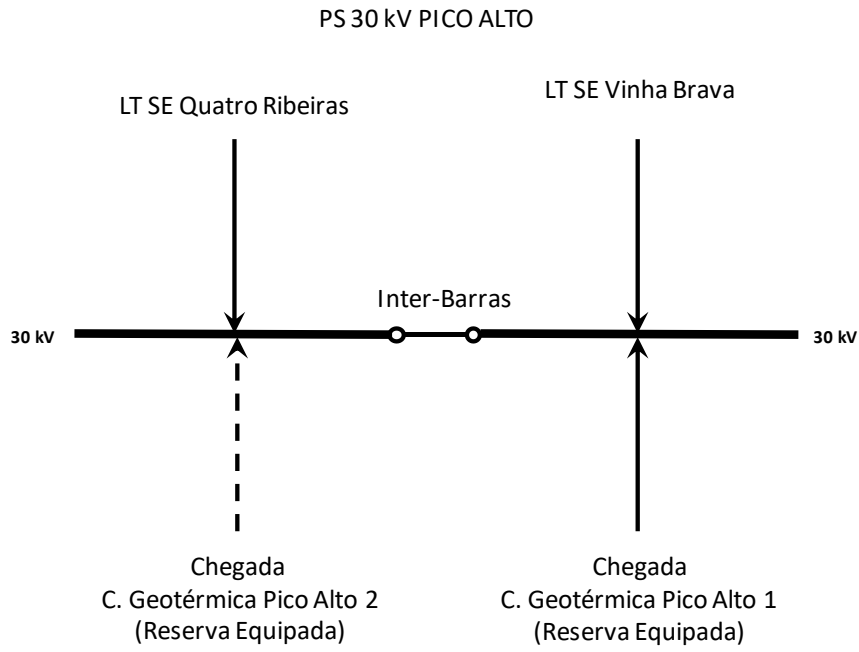 PS 30 kV PICO ALTO
LT SE Quatro Ribeiras
LT SE Vinha Brava
Inter-Barras
30 kV
30 kV
Chegada
C. Geotérmica Pico Alto 2
(Reserva Equipada)
Chegada
C. Geotérmica Pico Alto 1
(Reserva Equipada)